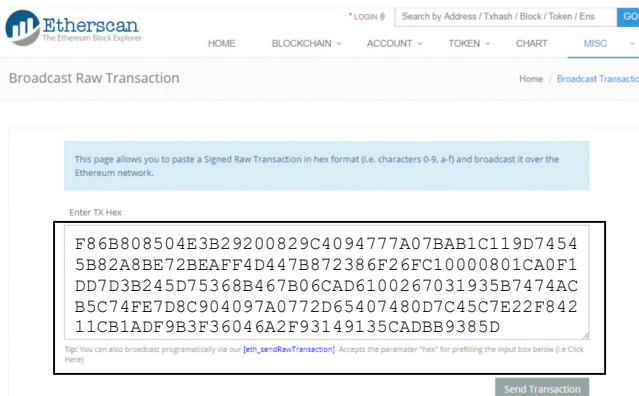 Etherscan
The Ethereum Block Explorer
LOGIN
Search by Address / Txhash / Block / Token / Ens
GO
HOME
BLOCKCHAIN
ACCOUNT
TOKEN
CHART
MISC
Broadcast Raw Transaction
Home / Broadcast Transactio
This page allows you to paste a Signed Raw Transaction in hex format (i.e. characters 0-9, a-f) and broadcast it over the
Ethereum network.
Enter TX Hex
F86B808504E3B29200829C4094777A07BAB1C119D7454
5B82A8BE72BEAFF4D447B872386F26FC10000801CA0F1
DD7D3B245D75368B467B06CAD6100267031935B7474AC
B5C74FE7D8C904097A0772D65407480D7C45C7E22F842
11CB1ADF9B3F36046A2F93149135CADBB9385D
Tip: You can also broadcast programatically via our [eth_sendRawTransaction]. Accepts the paramater "hex" for prefilling the input box below (i.e Click
Here)
Send Transaction